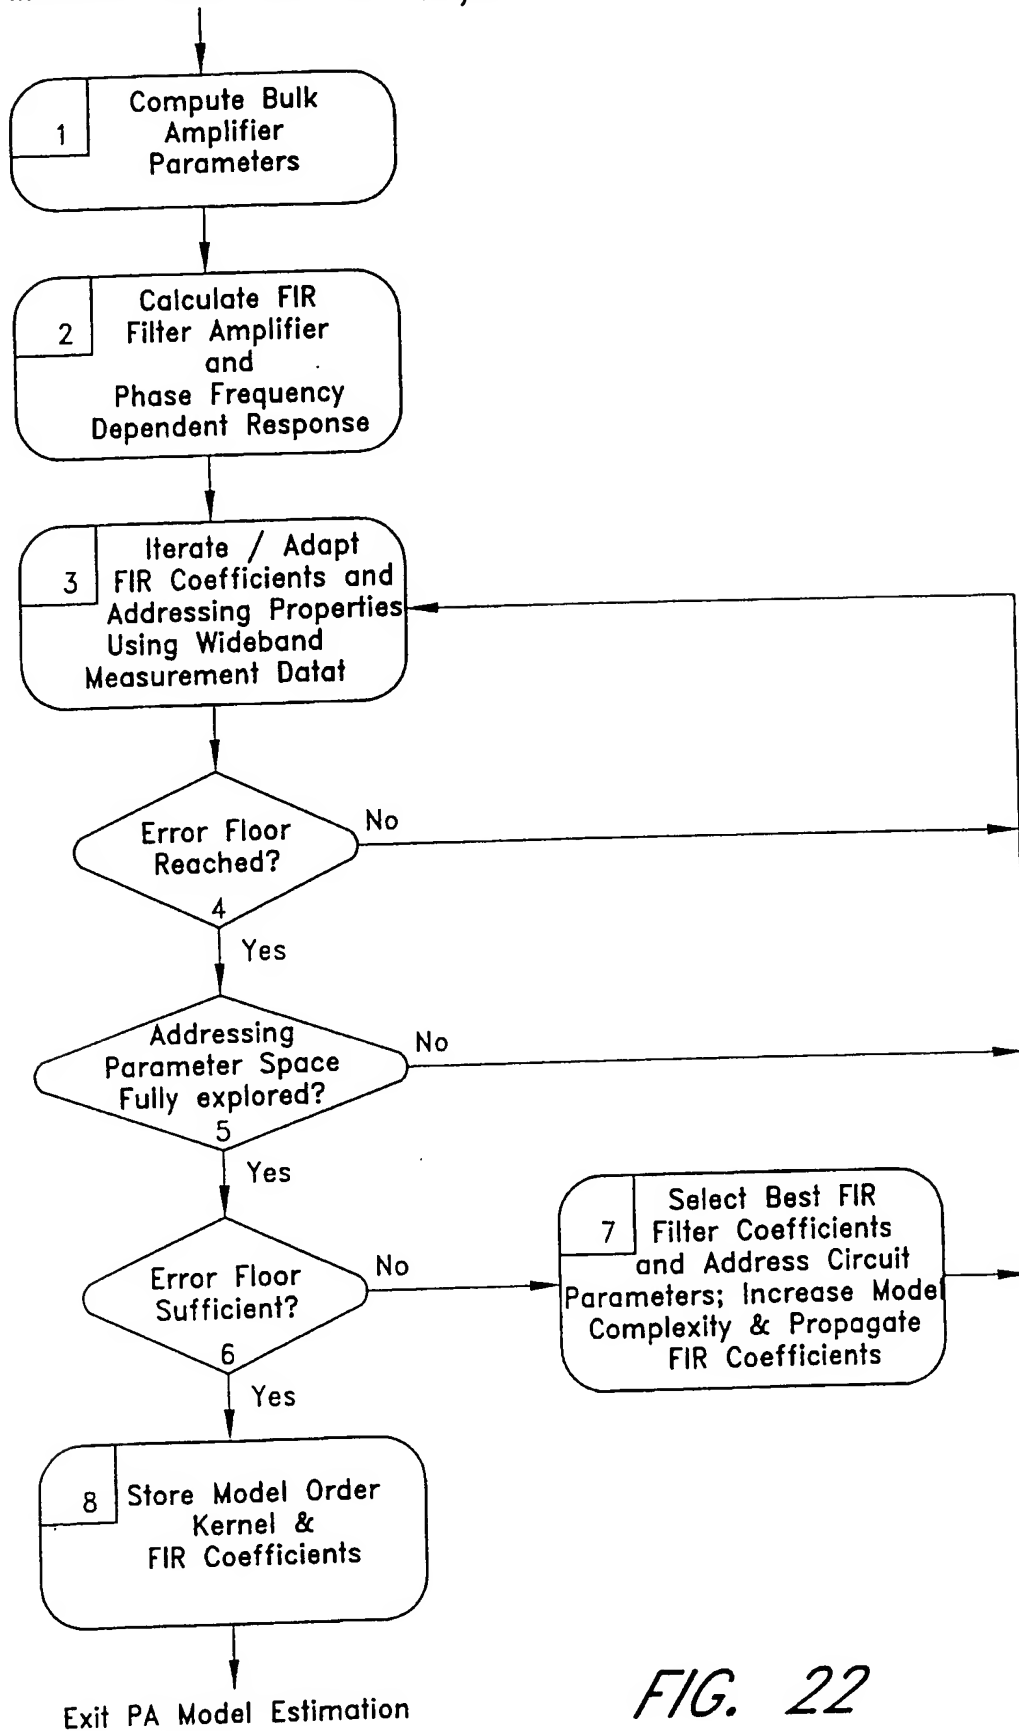 Compute Bulk
Amplifier
Parameters
1
Calculate FIR
Filter Amplifier
and
Phase Frequency
Dependent Response
2
Iterate / Adapt
FIR Coefficients and
Addressing Properties
Using Wideband
Measurement Datat
3
Error Floor
Reached?
4
No
Yes
Addressing
Parameter Space
Fully explored?
5
No
Yes
Error Floor
Sufficient?
6
No
Yes
Select Best FIR
Filter Coefficients
and Address Circuit
Parameters; Increase Model
Complexity & Propagate
FIR Coefficients
7
Store Model Order
Kernel &
FIR Coefficients
8
Exit PA Model Estimation
FIG. 22